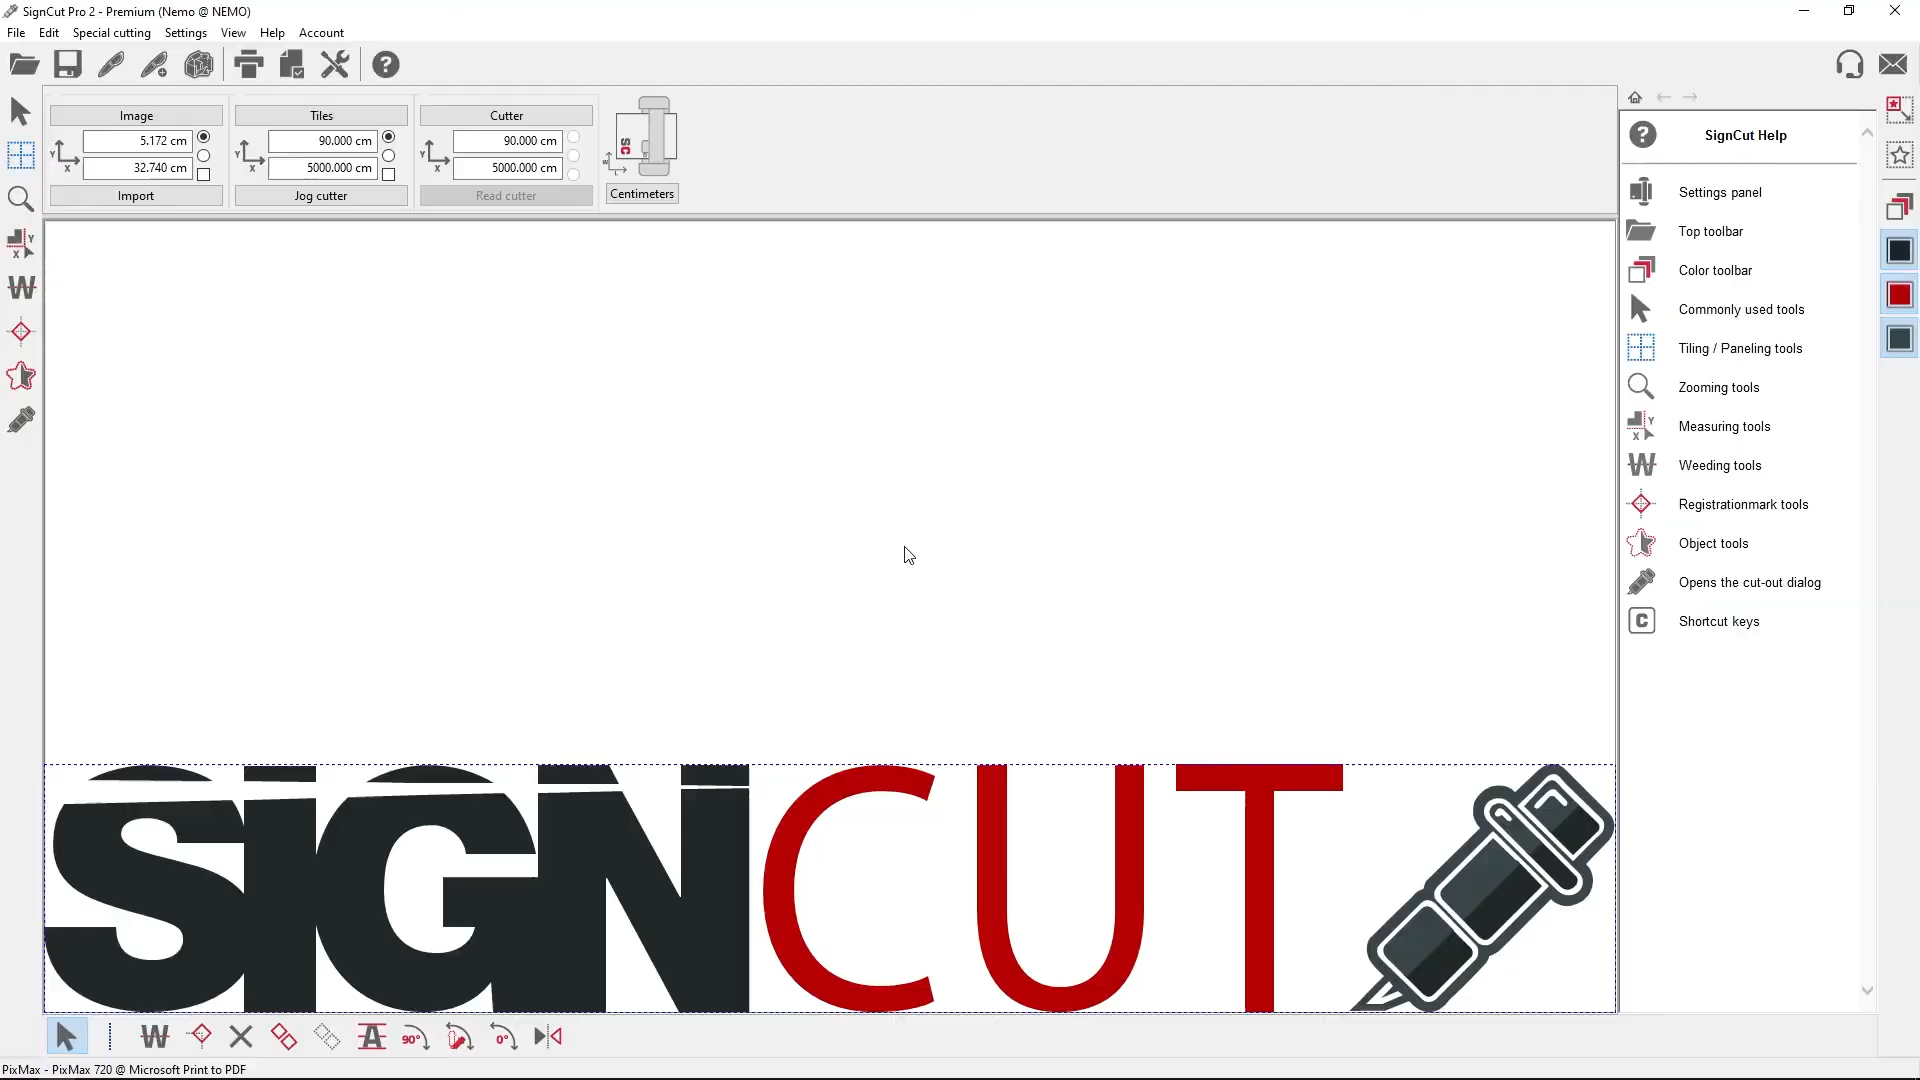 SignCut Pro 2 - Premium (Nemo @ NEMO)
File Edit Special cutting Settings View Help Account
Image Tiles Cutter
Y X 5.172 cm Y X 90.000 cm Y X 90.000 cm SC
32.740 cm 5000.000 cm 5000.000 cm
Import Jog cutter Read cutter Centimeters
SignCut Help
Settings panel
Top toolbar
Color toolbar
Commonly used tools
Tiling / Paneling tools
Zooming tools
Y X Measuring tools
W Weeding tools
Registrationmark tools
Object tools
Opens the cut-out dialog
C Shortcut keys
Y X
W
SiGNCUT
W A 90° 0°
PixMax - PixMax 720 @ Microsoft Print to PDF